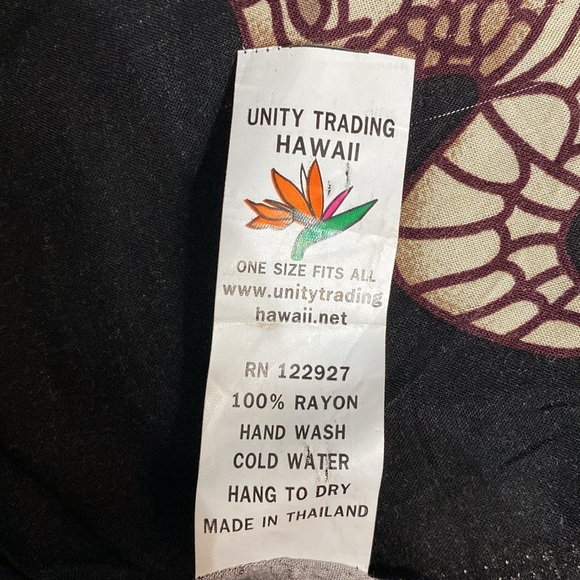 UNITY TRADING
HAWAII
ONE SIZE FITS ALL
www.unitytrading
hawaii.net
RN 122927
100% RAYON
HAND WASH
COLD WATER
HANG TO DRY
MADE IN THAILAND